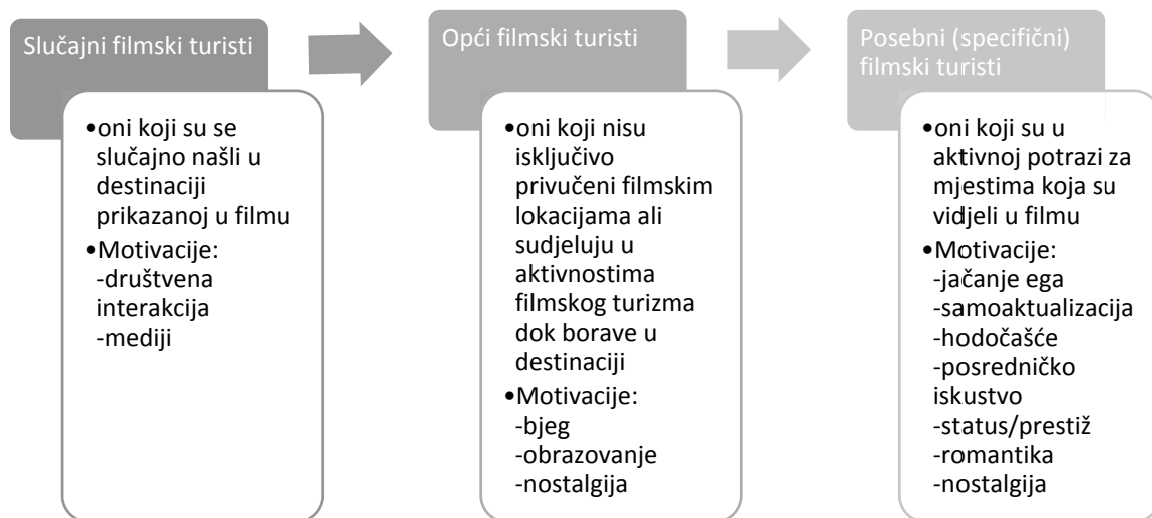 Slučajni filmski turisti
•oni koji su se
slučajno našli u
destinaciji
prikazanoj u filmu
•Motivacije:
-društvena
interakcija
-mediji
Opći filmski turisti
•oni koji nisu
isključivo
privučeni filmskim
lokacijama ali
sudjeluju u
aktivnostima
filmskog turizma
dok borave u
destinaciji
•Motivacije:
-bijeg
-obrazovanje
-nostalgija
Posebni (specifični)
filmski turisti
•oni koji su u
aktivnoj potrazi za
mjestima koja su
vidjeli u filmu
•Motivacije:
-jačanje ega
-samoaktualizacija
-hodočašće
-posredničko
iskustvo
-status/prestiž
-romantika
-nostalgija